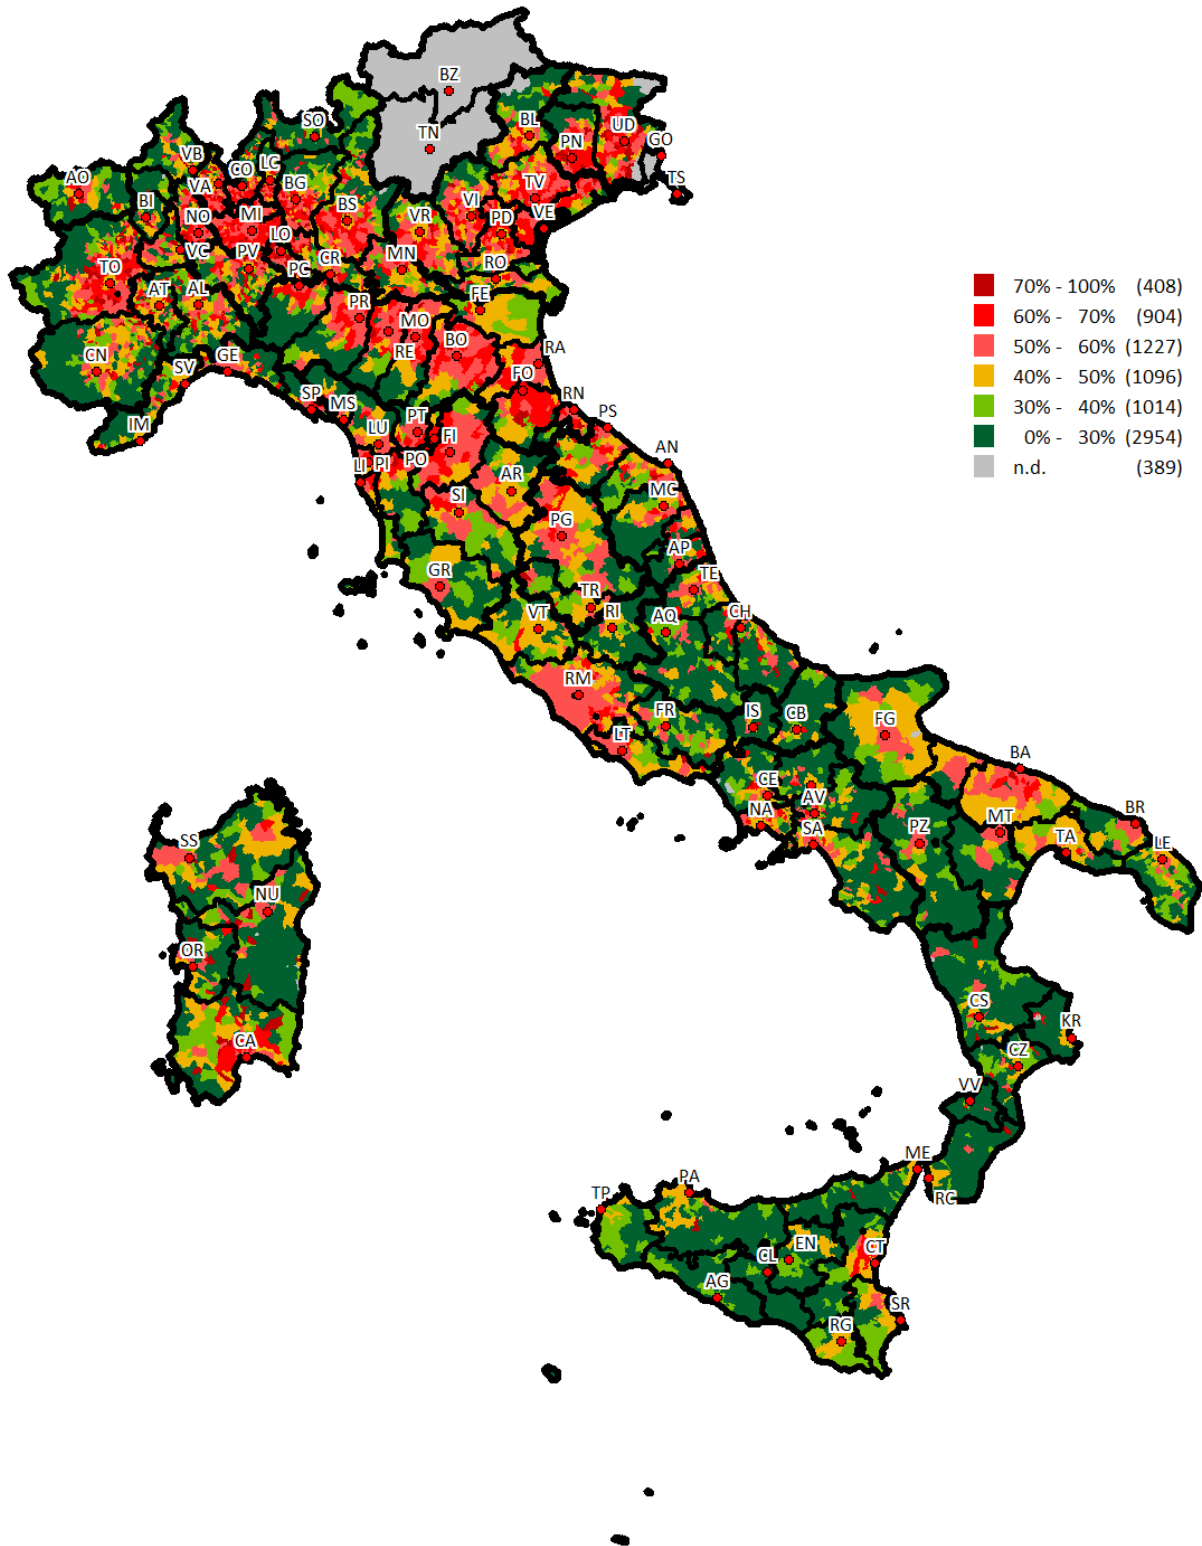 BZ
SO
TN
BL
UD
PN
GO
VB
CO
LC
AO
VA
BG
TV
TS
BI
BS
NO
MI
VI
PD
VE
VR
LO
VC
PV
CR
MN
RO
TO
PC
AT
AL
FE
PR
MO
BO
CN
GE
RE
RA
SV
FO
SP
MS
RN
PT
PS
IM
LU
FI
AN
LI
PI
PO
AR
SI
MC
PG
AP
GR
TE
TR
VT
RI
AQ
CH
RM
FR
IS
CB
FG
LT
BA
CE
AV
NA
BR
SA
PZ
MT
TA
LE
SS
NU
OR
CS
KR
CA
CZ
VV
ME
PA
TP
RC
EN
CT
CL
AG
SR
RG
70% - 100% (408)
60% - 70% (904)
50% - 60% (1227)
40% - 50% (1096)
30% - 40% (1014)
0% - 30% (2954)
n.d. (389)